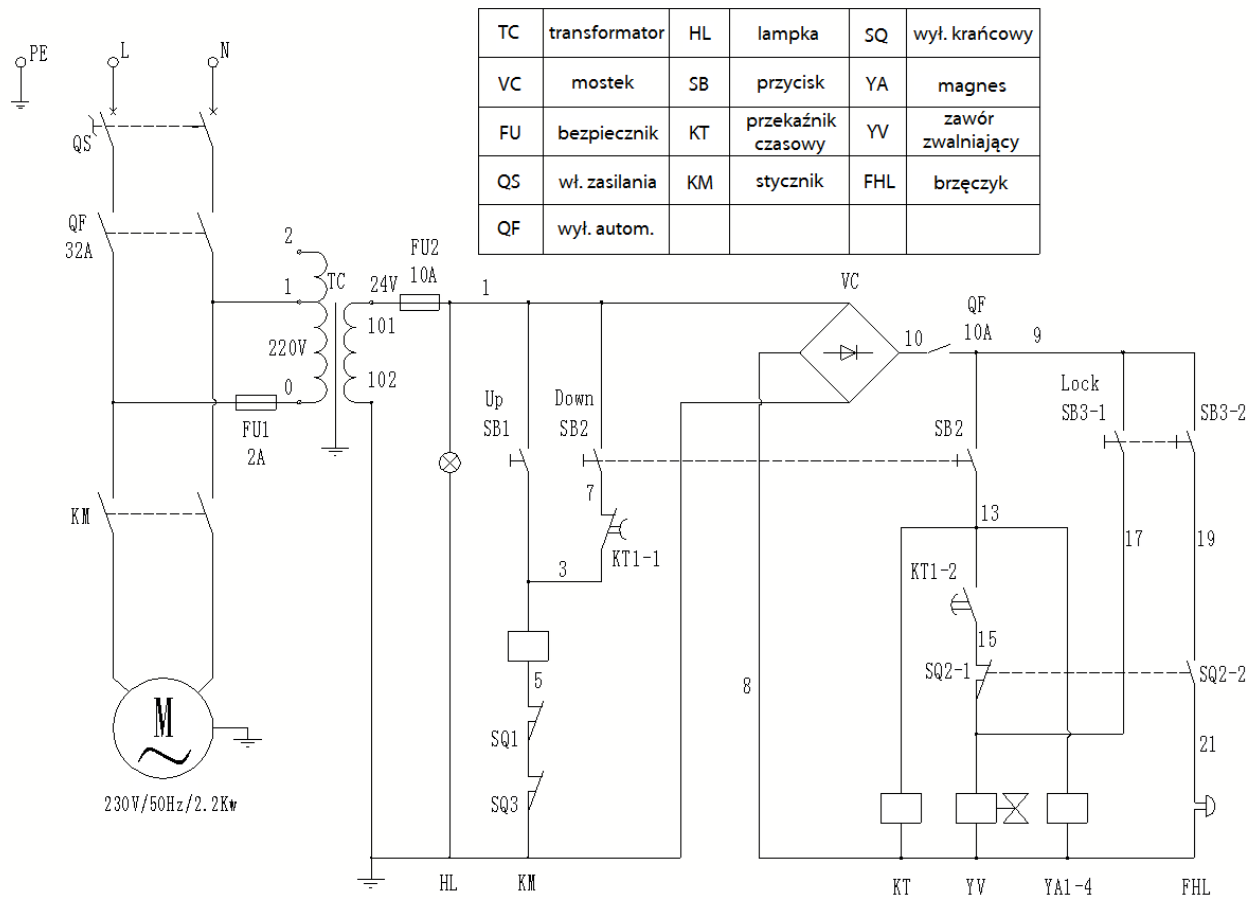 TC transformator HL lampka SQ wył. krańcowy
VC mostek SB przycisk YA magnes
FU bezpiecznik KT przekaźnik czasowy YV zawór zwalniający
QS wł. zasilania KM stycznik FHL brzęczyk
QF wył. autom.
PE L N
QS
QF
32A
2
1
220V
0
TC
24V
101
102
FU2
10A
FU1
2A
1
VC
10
QF
10A
9
Up
SB1
Down
SB2
SB2
Lock
SB3-1
SB3-2
KM
7
KT1-1
3
13
17
19
KT1-2
15
5
SQ1
SQ3
8
SQ2-1
SQ2-2
21
M
230V/50Hz/2.2Kw
HL
KM
KT
YV
YA1-4
FHL